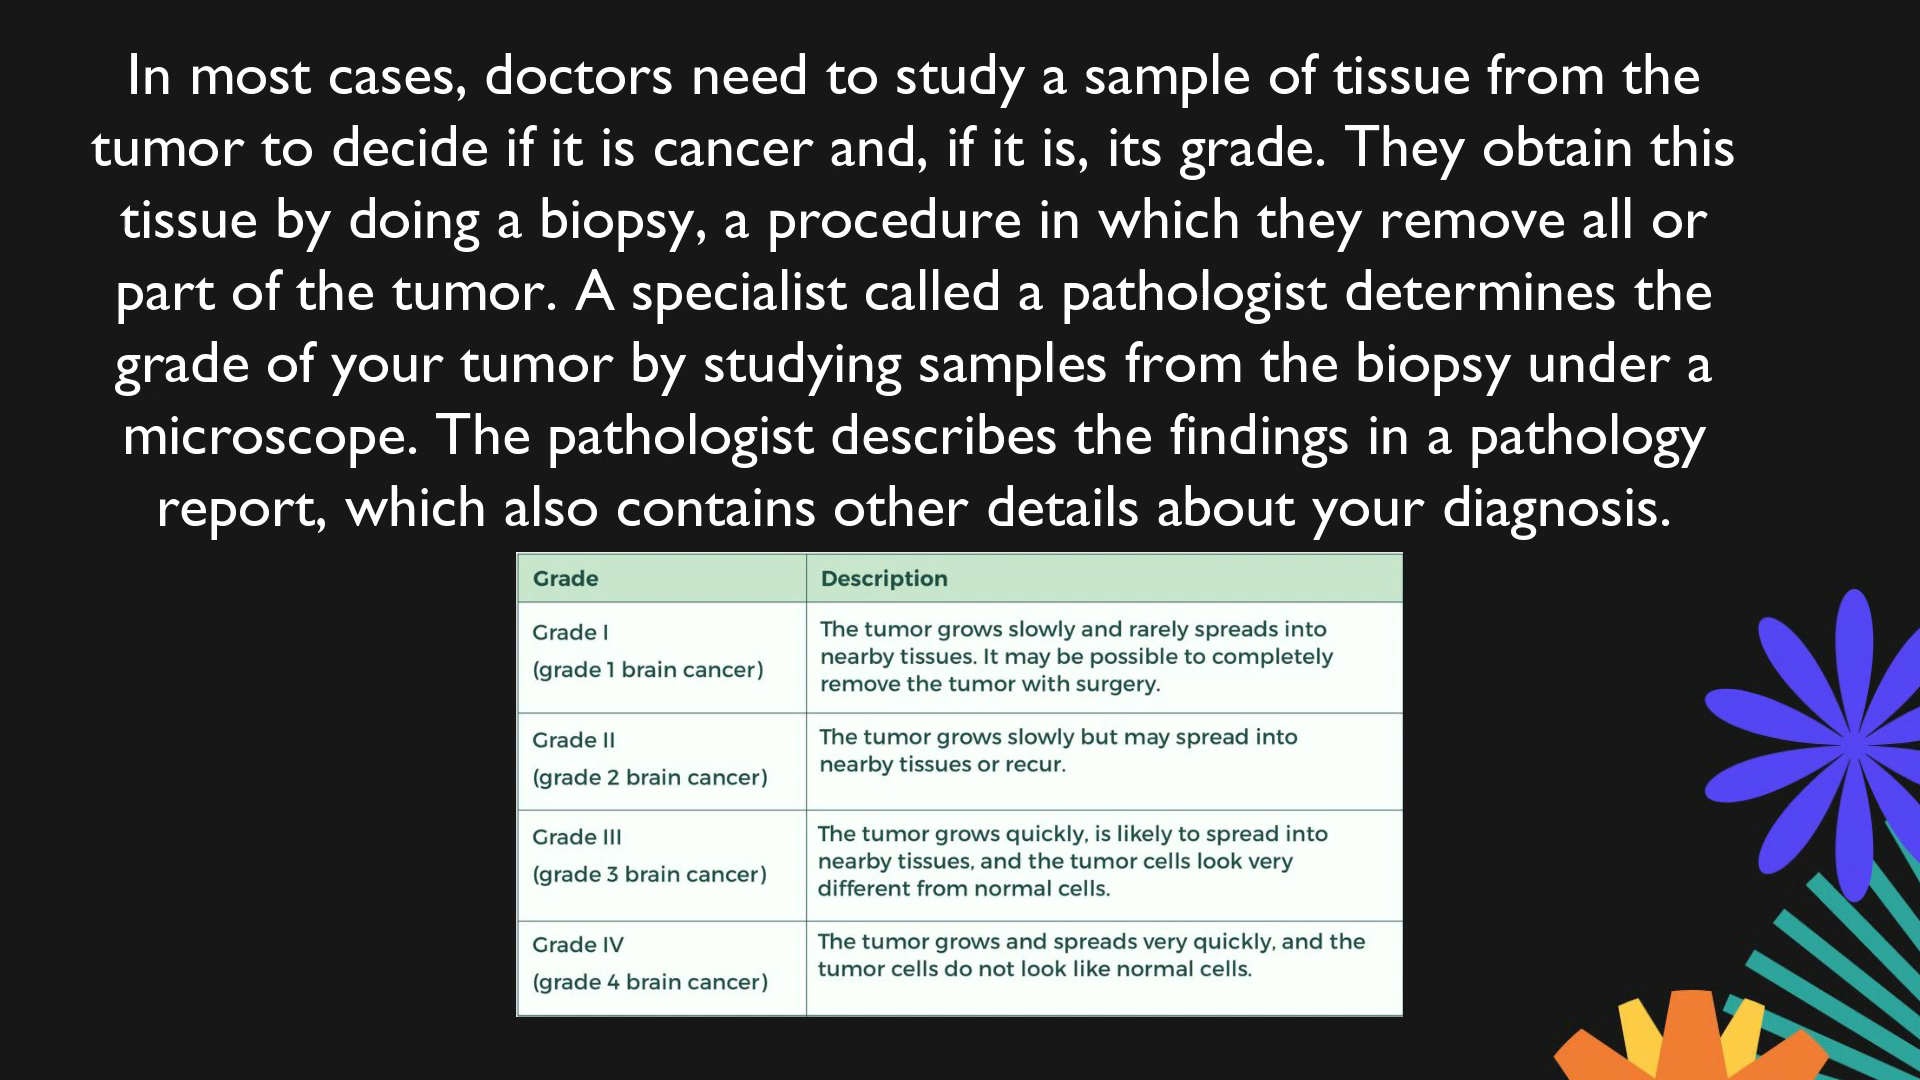 In most cases, doctors need to study a sample of tissue from the
tumor to decide if it is cancer and, if it is, its grade. They obtain this
tissue by doing a biopsy, a procedure in which they remove all or
part of the tumor. A specialist called a pathologist determines the
grade of your tumor by studying samples from the biopsy under a
microscope. The pathologist describes the findings in a pathology
report, which also contains other details about your diagnosis.
Grade Description
Grade I
(grade 1 brain cancer)
The tumor grows slowly and rarely spreads into
nearby tissues. It may be possible to completely
remove the tumor with surgery.
Grade II
(grade 2 brain cancer)
The tumor grows slowly but may spread into
nearby tissues or recur.
Grade III
(grade 3 brain cancer)
The tumor grows quickly, is likely to spread into
nearby tissues, and the tumor cells look very
different from normal cells.
Grade IV
(grade 4 brain cancer)
The tumor grows and spreads very quickly, and the
tumor cells do not look like normal cells.